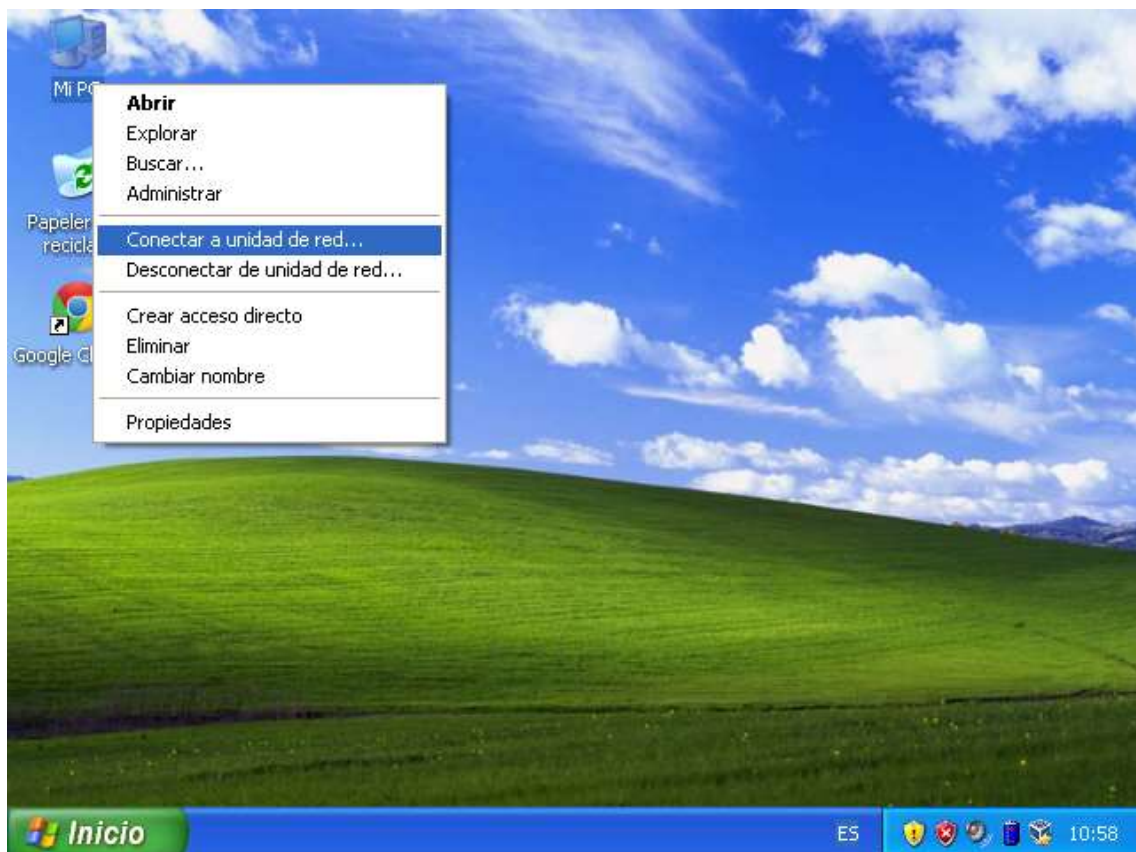 Mi PC
Abrir
Explorar
Buscar...
Administrar
Conectar a unidad de red...
Desconectar de unidad de red...
Crear acceso directo
Eliminar
Cambiar nombre
Propiedades
Papeler
recicla
Google C
Inicio
ES
10:58